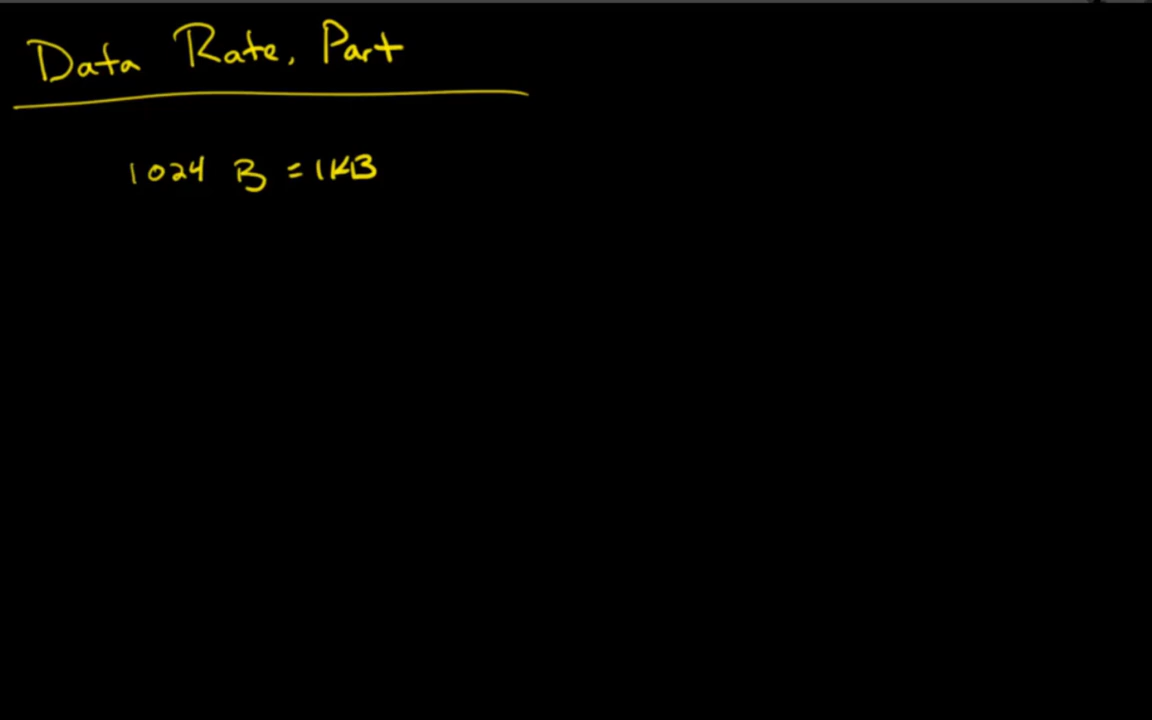 Data Rate, Part
1024 B = 1KB